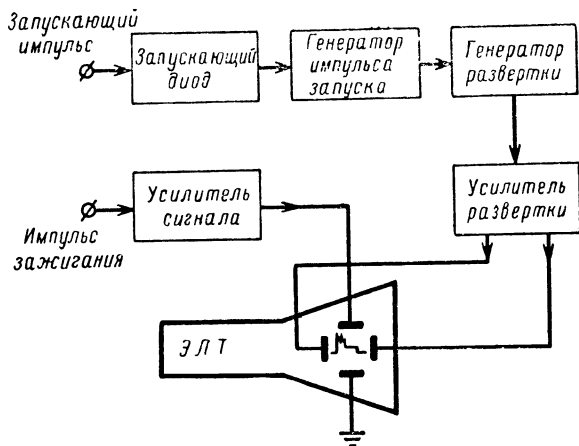 Запускающий
импульс
Запускающий
диод
Генератор
импульса
запуска
Генератор
развертки
Усилитель
сигнала
Усилитель
развертки
Импульс
зажигания
ЭЛТ